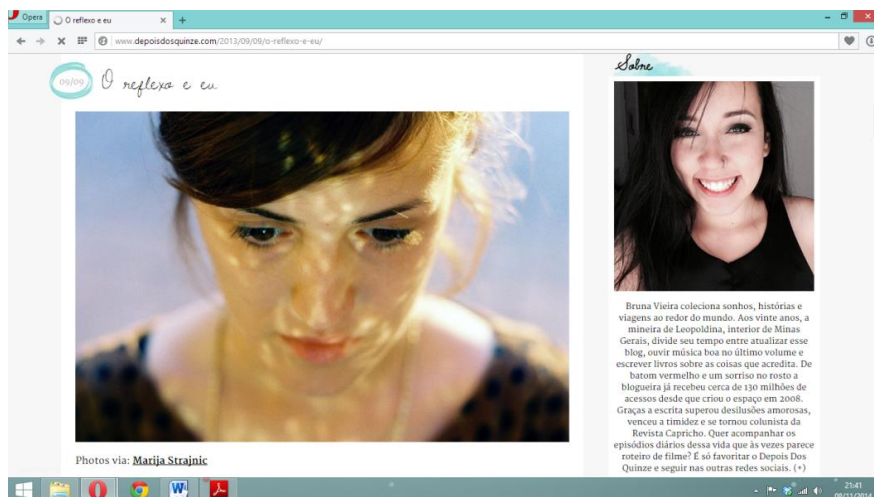 Opera
O reflexo e eu
www.depoisdosquinze.com/2013/09/09/o-reflexo-e-eu/
09/09
O reflexo e eu
Photos via: Marija Strajnic
Sobre
Bruna Vieira coleciona sonhos, histórias e
viagens ao redor do mundo. Aos vinte anos, a
mineira de Leopoldina, interior de Minas
Gerais, divide seu tempo entre atualizar esse
blog, ouvir música boa no último volume e
escrever livros sobre as coisas que acredita. De
batom vermelho e um sorriso no rosto a
blogueira já recebeu cerca de 130 milhões de
acessos desde que criou o espaço em 2008.
Graças a escrita superou desilusões amorosas,
venceu a timidez e se tornou colunista da
Revista Capricho. Quer acompanhar os
episódios diários dessa vida que às vezes parece
roteiro de filme? É só favoritar o Depois Dos
Quinze e seguir nas outras redes sociais. (+)
21:41
09/11/2014